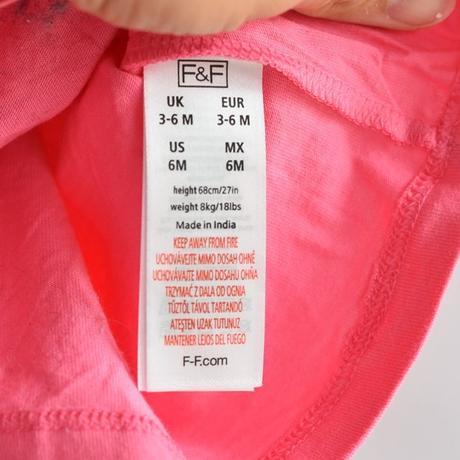 F&F
UK EUR
3-6 M 3-6 M
US MX
6M 6M
height 68cm/27in
weight 8kg/18lbs
Made in India
KEEP AWAY FROM FIRE
UCHOVÁVEJTE MIMO DOSAH OHNĚ
UCHOVÁVAJTE MIMO DOSAHU OHŇA
TRZYMAĆ Z DALA OD OGNIA
TŰZTŐL TÁVOL TARTANDÓ
ATEŞTEN UZAK TUTUNUZ
MANTENER LEJOS DEL FUEGO
F-F.com